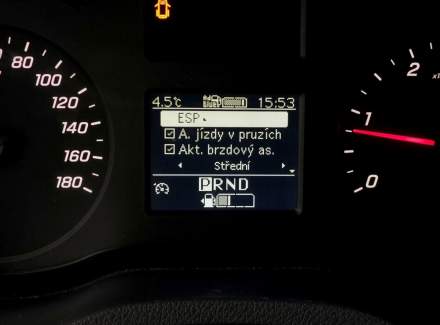 80
100
120
140
160
180
4.5°C
15:53
ESP
A. jízdy v pruzích
Akt. brzdový as.
Střední
PRND
2
1
0